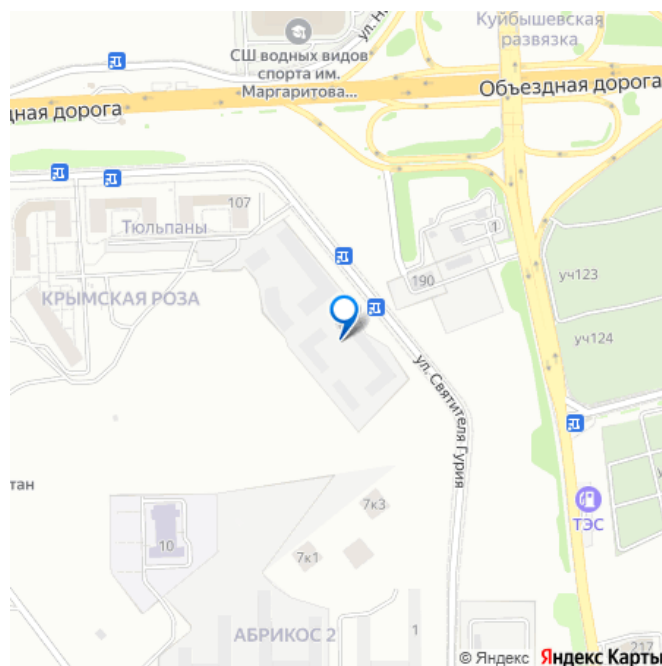 Куйбышевская
развязка
ул. Н
СШ водных видов
спорта им.
Маргаритова...
Объездная дорога
дная дорога
107
Тюльпаны
1
190
уч123
КРЫМСКАЯ РОЗА
уч124
ул. Святителя Гурия
тан
7к3
ТЭС
10
7к1
1
АБРИКОС 2
217
© Яндекс Яндекс Карты